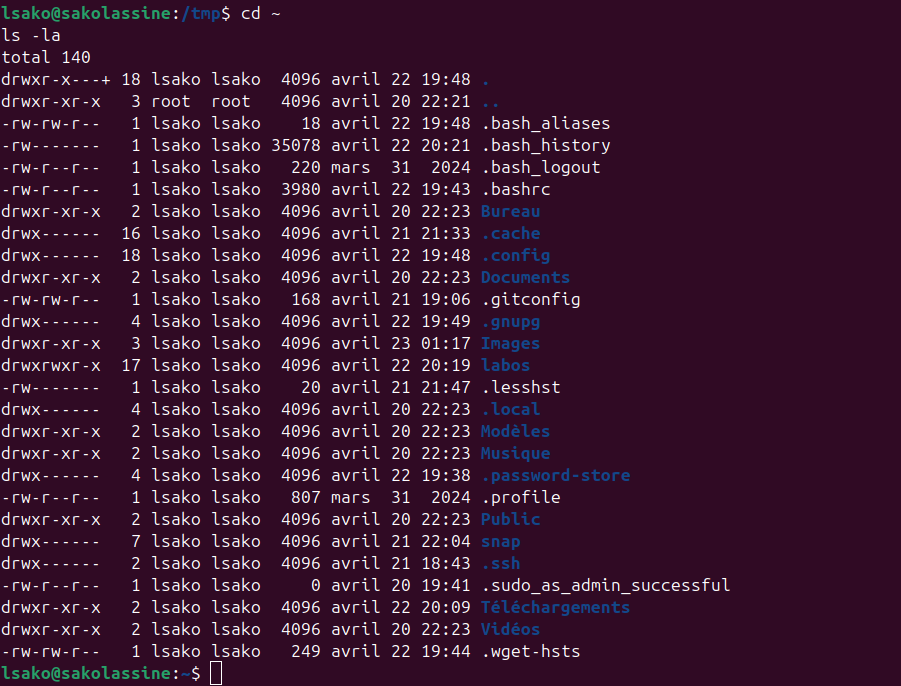 lsako@sakolassine:/tmp$ cd ~
ls -la
total 140
drwxr-x---+ 18 lsako lsako  4096 avril 22 19:48 .
drwxr-xr-x   3 root  root   4096 avril 20 22:21 ..
-rw-rw-r--   1 lsako lsako    18 avril 22 19:48 .bash_aliases
-rw-------   1 lsako lsako 35078 avril 22 20:21 .bash_history
-rw-r--r--   1 lsako lsako   220 mars  31  2024 .bash_logout
-rw-r--r--   1 lsako lsako  3980 avril 22 19:43 .bashrc
drwxr-xr-x   2 lsako lsako  4096 avril 20 22:23 Bureau
drwx------  16 lsako lsako  4096 avril 21 21:33 .cache
drwx------  18 lsako lsako  4096 avril 22 19:48 .config
drwxr-xr-x   2 lsako lsako  4096 avril 20 22:23 Documents
-rw-rw-r--   1 lsako lsako   168 avril 21 19:06 .gitconfig
drwx------   4 lsako lsako  4096 avril 22 19:49 .gnupg
drwxr-xr-x   3 lsako lsako  4096 avril 23 01:17 Images
drwxrwxr-x  17 lsako lsako  4096 avril 22 20:19 labos
-rw-------   1 lsako lsako    20 avril 21 21:47 .lesshst
drwx------   4 lsako lsako  4096 avril 20 22:23 .local
drwxr-xr-x   2 lsako lsako  4096 avril 20 22:23 Modèles
drwxr-xr-x   2 lsako lsako  4096 avril 20 22:23 Musique
drwx------   4 lsako lsako  4096 avril 22 19:38 .password-store
-rw-r--r--   1 lsako lsako   807 mars  31  2024 .profile
drwxr-xr-x   2 lsako lsako  4096 avril 20 22:23 Public
drwx------   7 lsako lsako  4096 avril 21 22:04 snap
drwx------   2 lsako lsako  4096 avril 21 18:43 .ssh
-rw-r--r--   1 lsako lsako     0 avril 20 19:41 .sudo_as_admin_successful
drwxr-xr-x   2 lsako lsako  4096 avril 22 20:09 Téléchargements
drwxr-xr-x   2 lsako lsako  4096 avril 20 22:23 Vidéos
-rw-rw-r--   1 lsako lsako   249 avril 22 19:44 .wget-hsts
lsako@sakolassine:~$